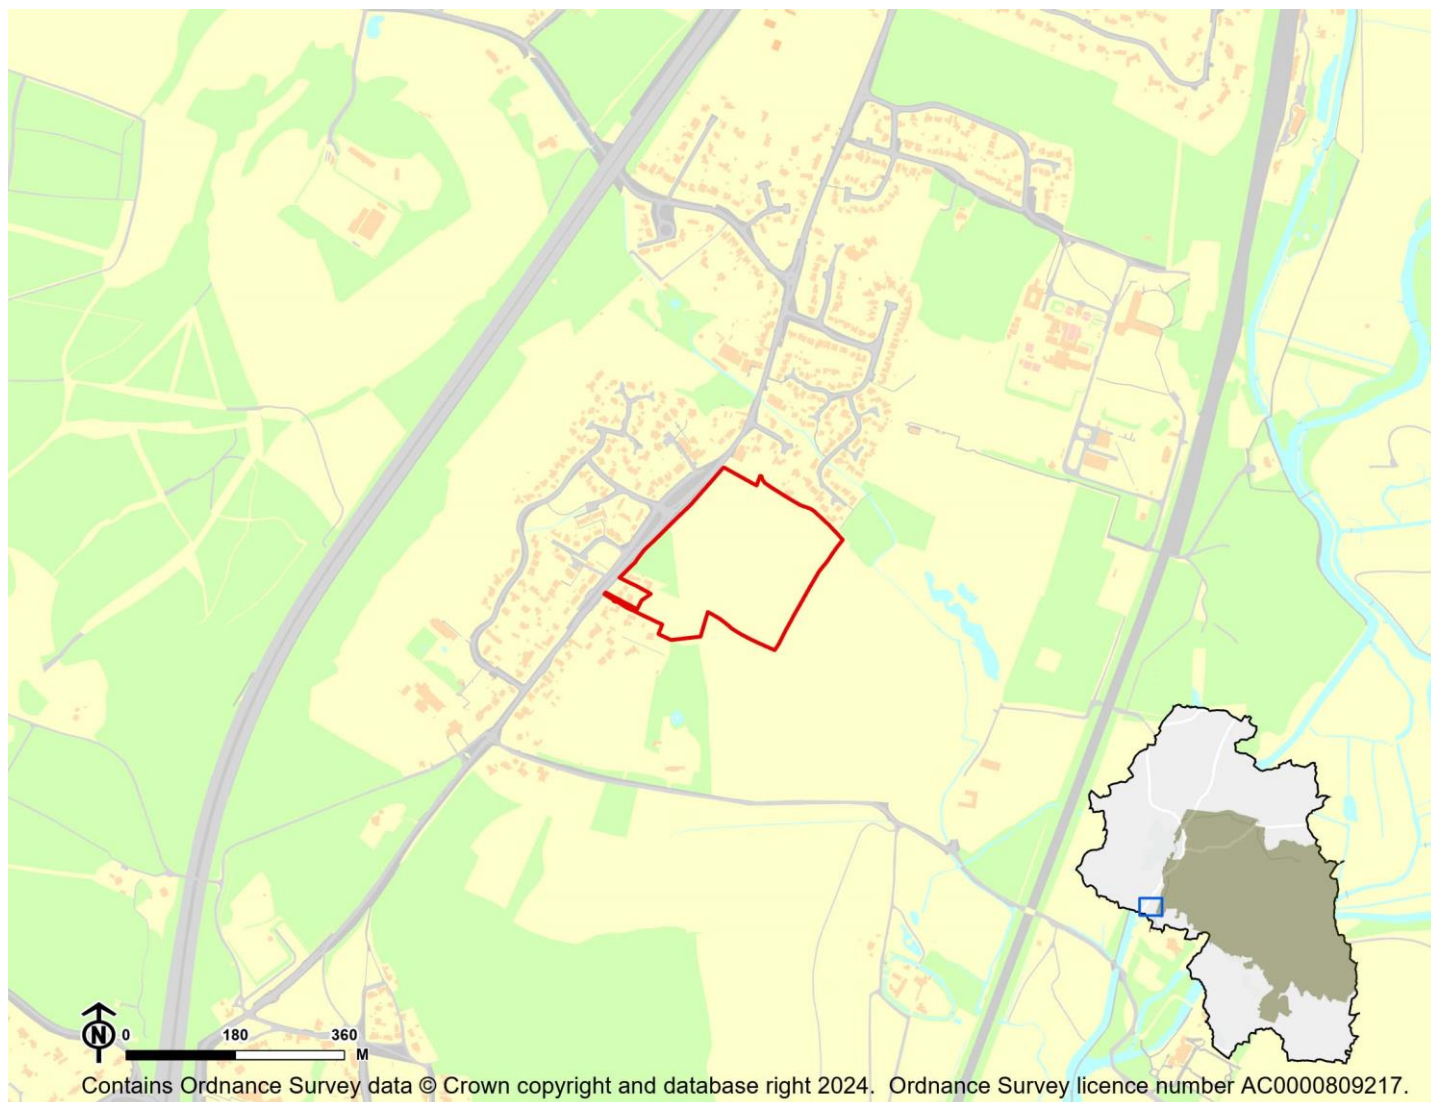 N
0 180 360
M
Contains Ordnance Survey data © Crown copyright and database right 2024. Ordnance Survey licence number AC0000809217.